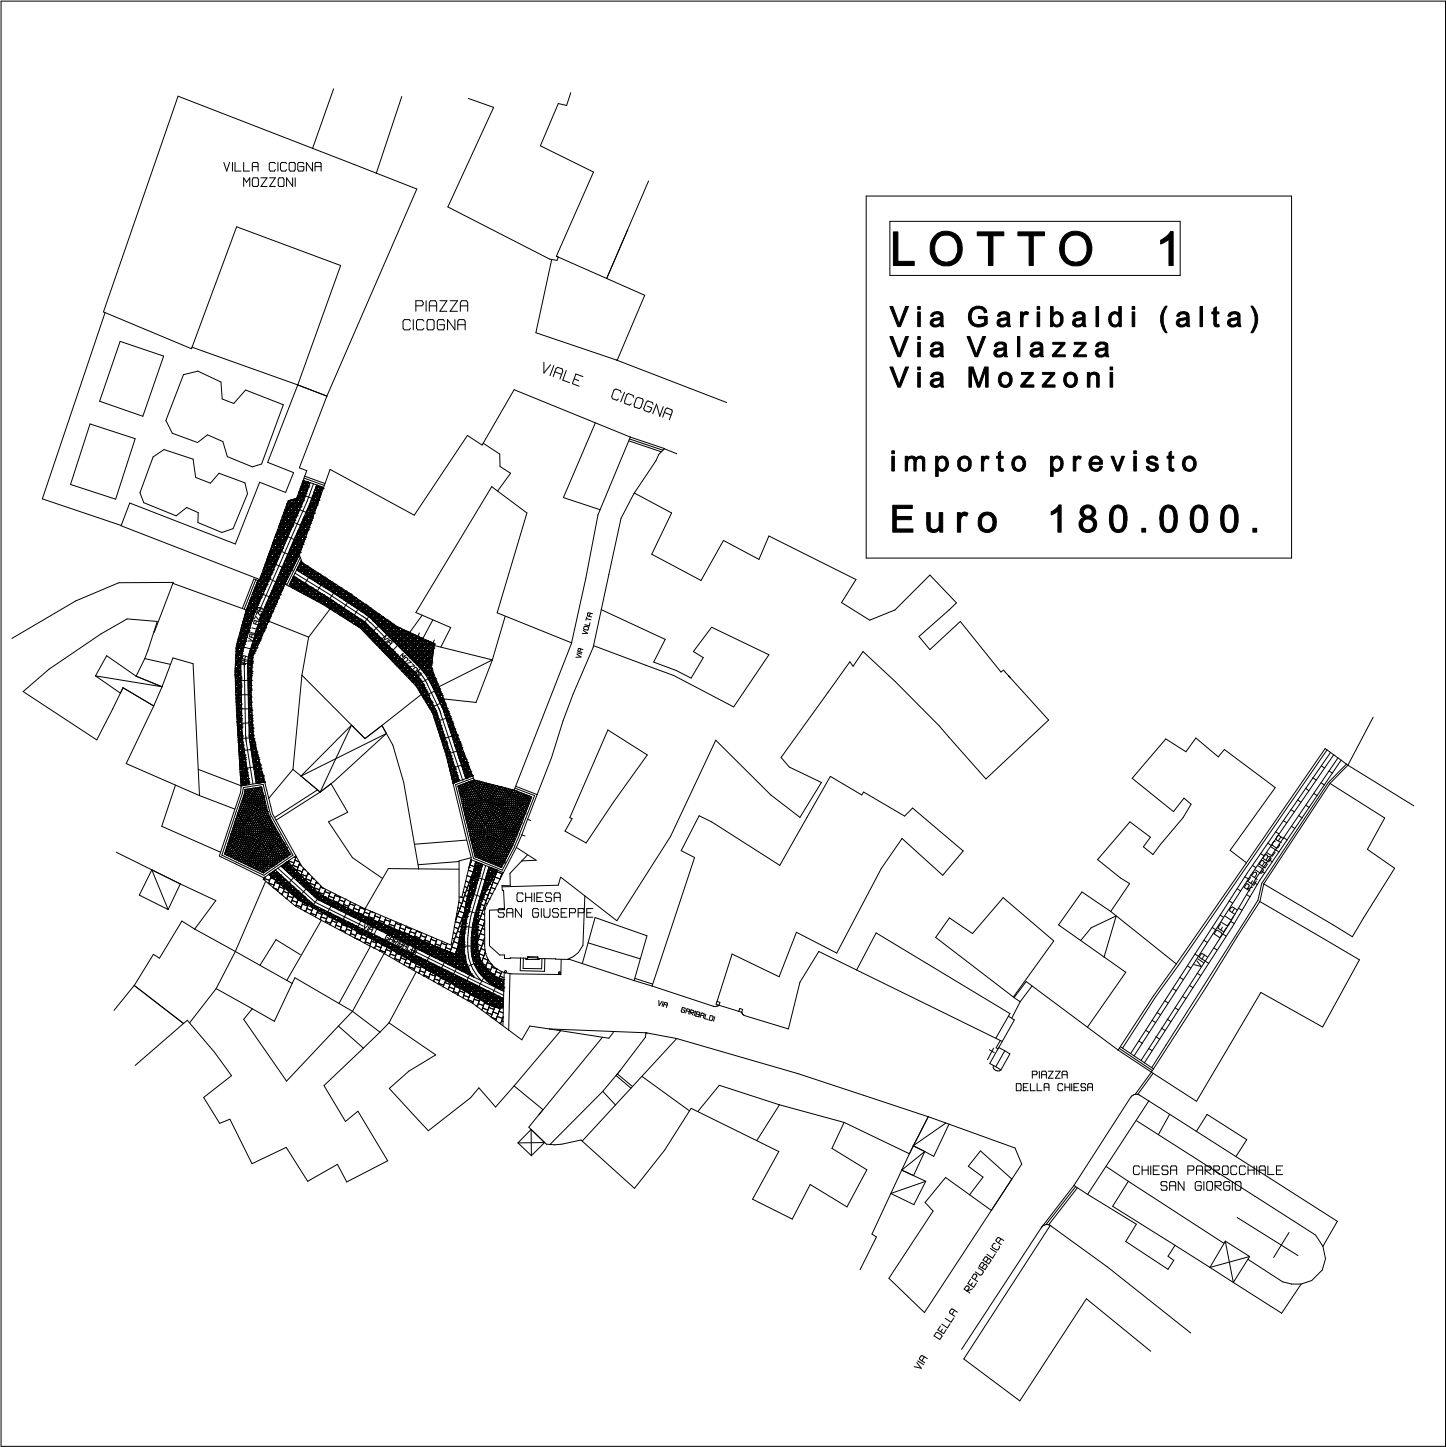 VILLA CICOGNA
MOZZONI
PIAZZA
CICOGNA
VIALE CICOGNA
LOTTO 1
Via Garibaldi (alta)
Via Valazza
Via Mozzoni
importo previsto
Euro 180.000.
VIA VOLTA
CHIESA
SAN GIUSEPPE
VIA GARIBALDI
VIA DELLA REPUBBLICA
PIAZZA
DELLA CHIESA
CHIESA PARROCCHIALE
SAN GIORGIO
VIA DELLA REPUBBLICA